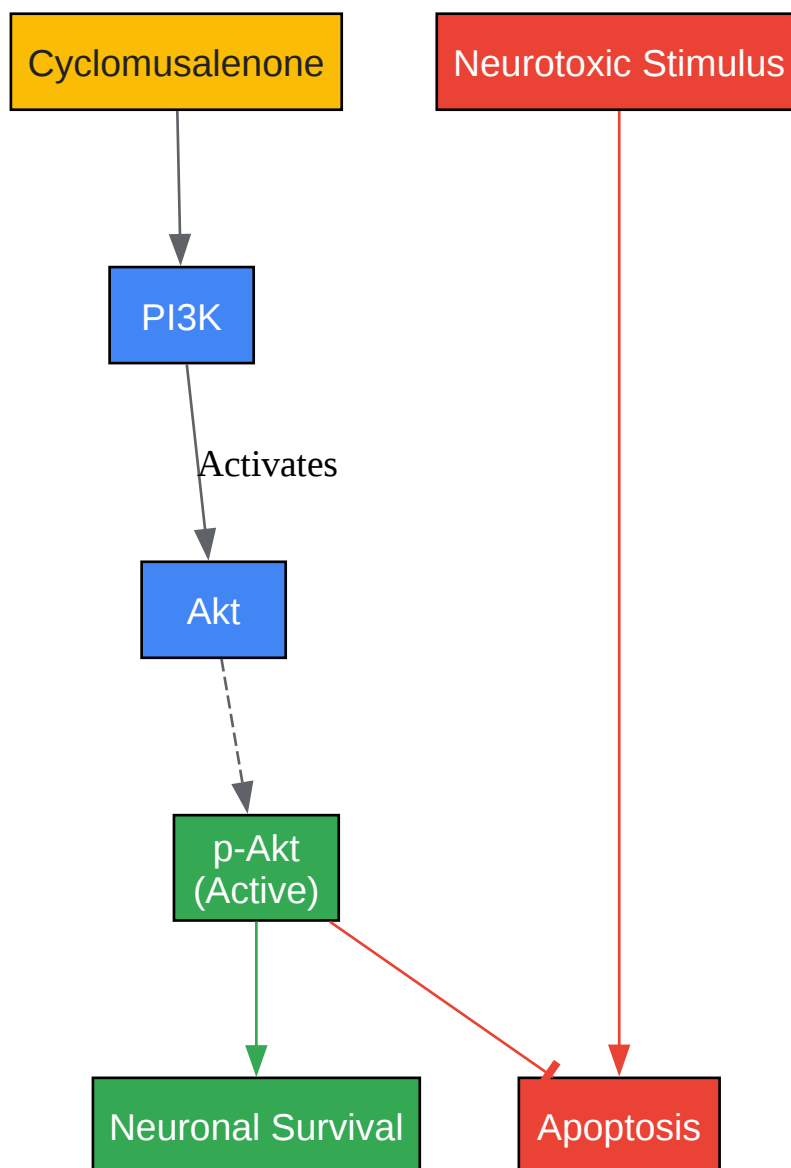 Cyclomusalenone
Neurotoxic Stimulus
PI3K
Activates
Akt
p-Akt
(Active)
Neuronal Survival
Apoptosis